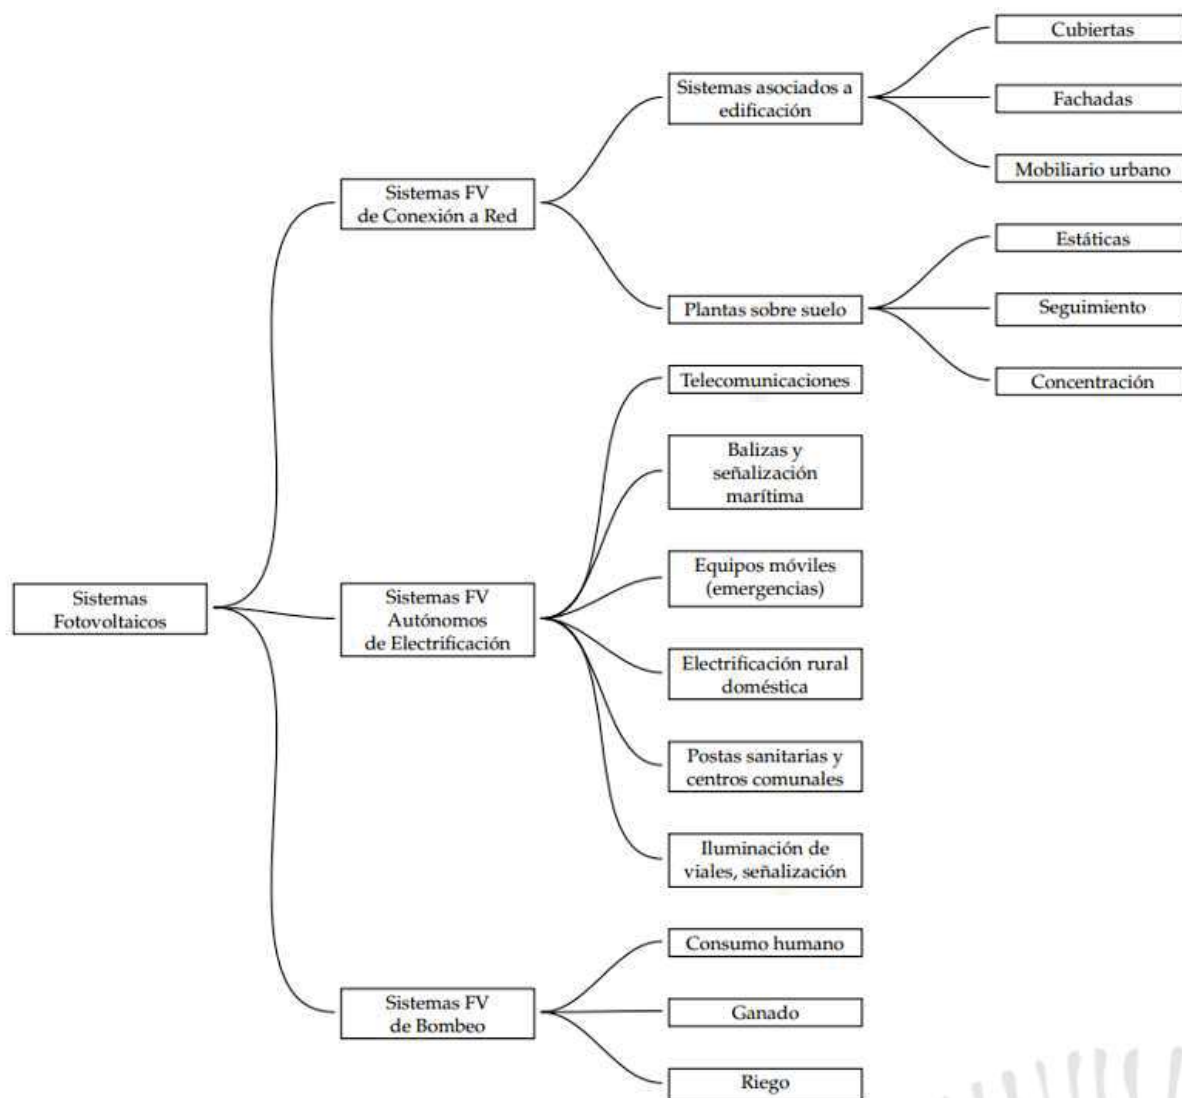 Sistemas
Fotovoltaicos
Sistemas FV
de Conexión a Red
Sistemas asociados a
edificación
Cubiertas
Fachadas
Mobiliario urbano
Plantas sobre suelo
Estáticas
Seguimiento
Concentración
Sistemas FV
Autónomos
de Electrificación
Telecomunicaciones
Balizas y
señalización
marítima
Equipos móviles
(emergencias)
Electrificación rural
doméstica
Postas sanitarias y
centros comunales
Iluminación de
viales, señalización
Sistemas FV
de Bombeo
Consumo humano
Ganado
Riego